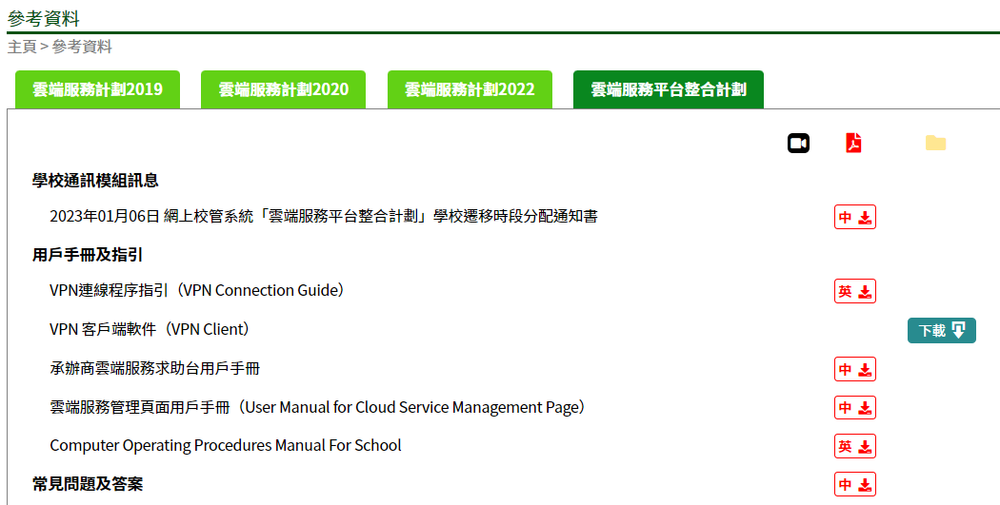 參考資料
主頁 > 參考資料
雲端服務計劃2019 雲端服務計劃2020 雲端服務計劃2022 雲端服務平台整合計劃
學校通訊模組訊息
2023年01月06日 網上校管系統「雲端服務平台整合計劃」學校遷移時段分配通知書 中
用戶手冊及指引
VPN連線程序指引（VPN Connection Guide） 英
VPN 客戶端軟件（VPN Client） 下載
承辦商雲端服務求助台用戶手冊 中
雲端服務管理頁面用戶手冊（User Manual for Cloud Service Management Page） 中
Computer Operating Procedures Manual For School 英
常見問題及答案 中